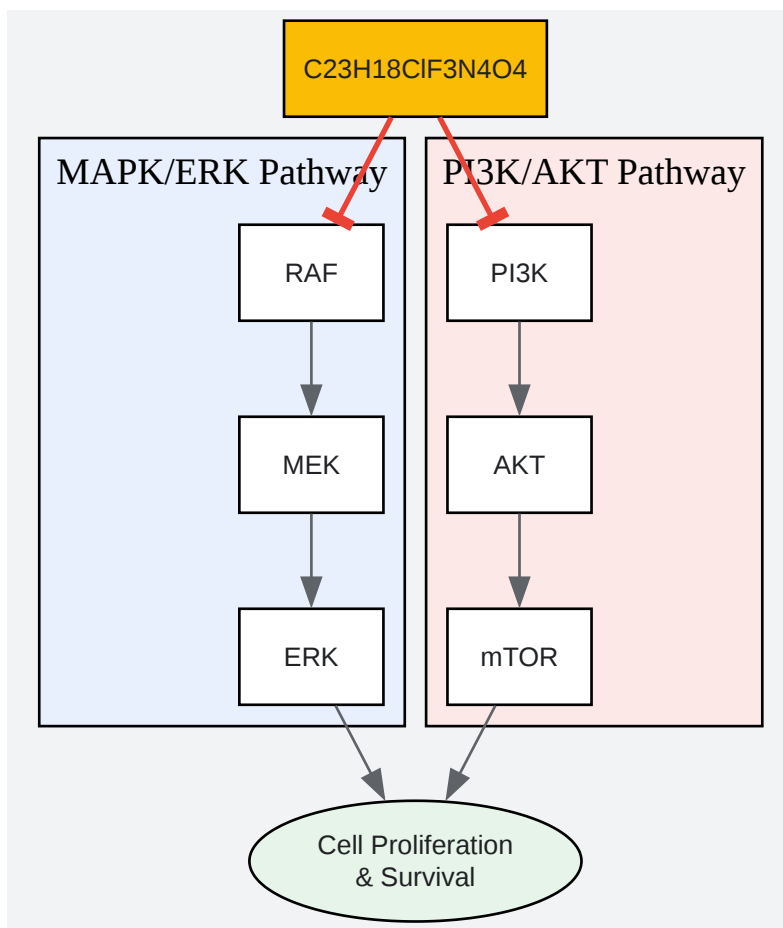 C23H18ClF3N4O4
MAPK/ERK Pathway
PI3K/AKT Pathway
RAF
PI3K
MEK
AKT
ERK
mTOR
Cell Proliferation
& Survival